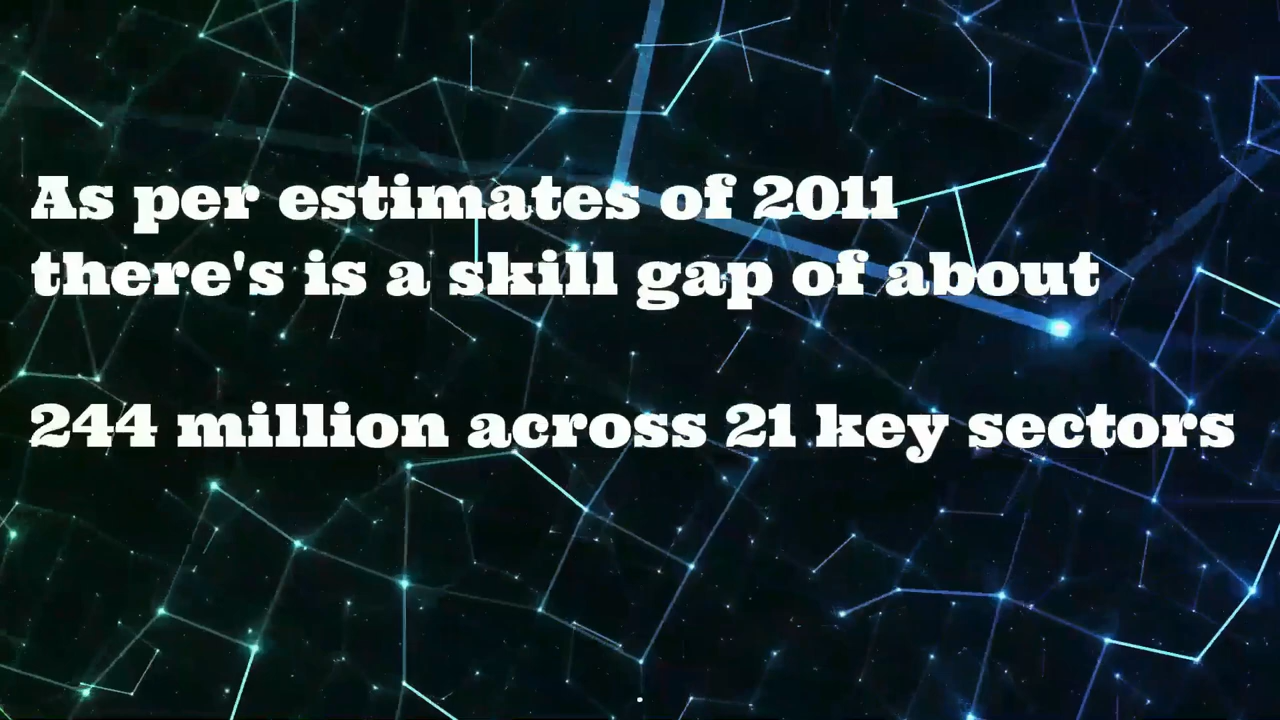 As per estimates of 2011
there's is a skill gap of about
244 million across 21 key sectors